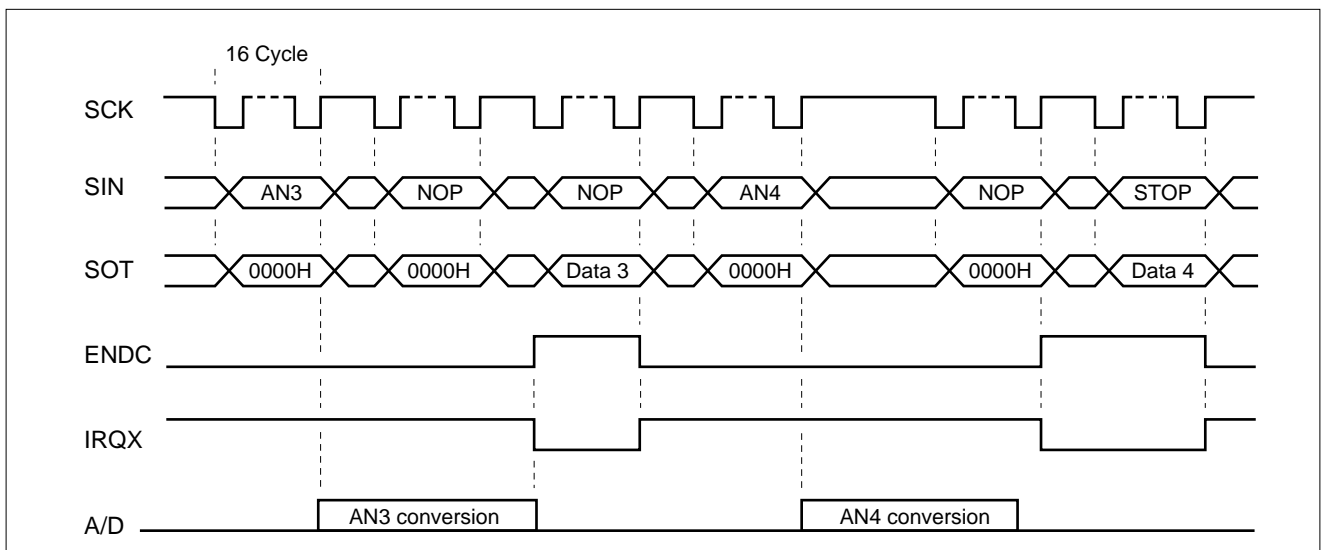 16 Cycle
SCK
SIN AN3 NOP NOP AN4 NOP STOP
SOT 0000H 0000H Data 3 0000H 0000H Data 4
ENDC
IRQX
A/D AN3 conversion AN4 conversion